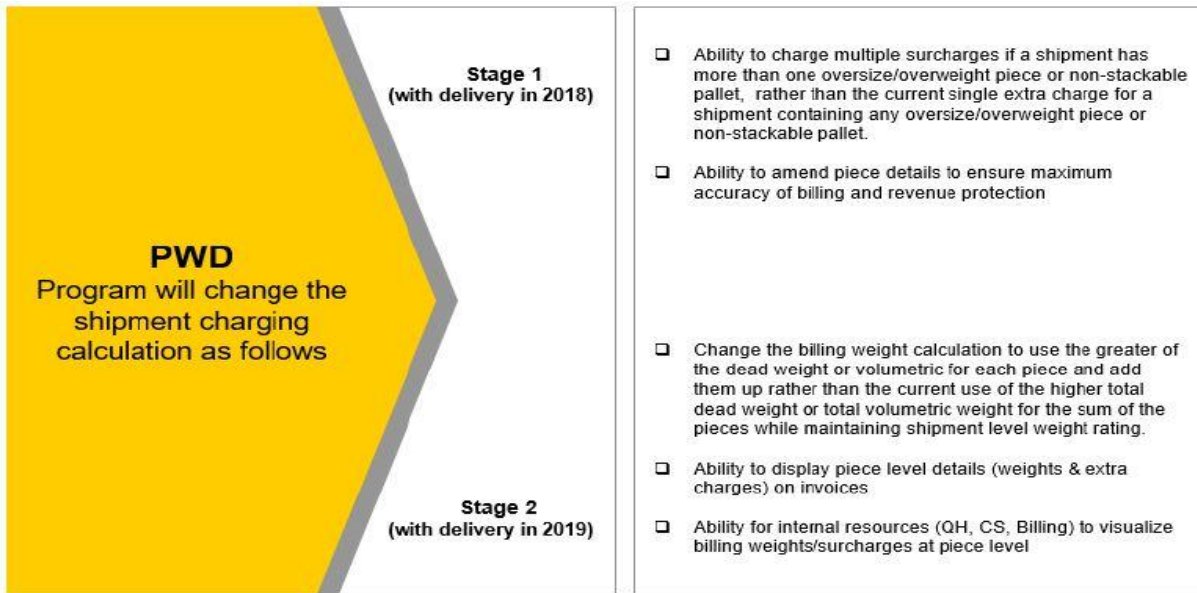 PWD
Program will change the
shipment charging
calculation as follows
Stage 1
(with delivery in 2018)
❑ Ability to charge multiple surcharges if a shipment has
more than one oversize/overweight piece or non-stackable
pallet, rather than the current single extra charge for a
shipment containing any oversize/overweight piece or
non-stackable pallet.
❑ Ability to amend piece details to ensure maximum
accuracy of billing and revenue protection
Stage 2
(with delivery in 2019)
❑ Change the billing weight calculation to use the greater of
the dead weight or volumetric for each piece and add
them up rather than the current use of the higher total
dead weight or total volumetric weight for the sum of the
pieces while maintaining shipment level weight rating.
❑ Ability to display piece level details (weights & extra
charges) on invoices
❑ Ability for internal resources (QH, CS, Billing) to visualize
billing weights/surcharges at piece level